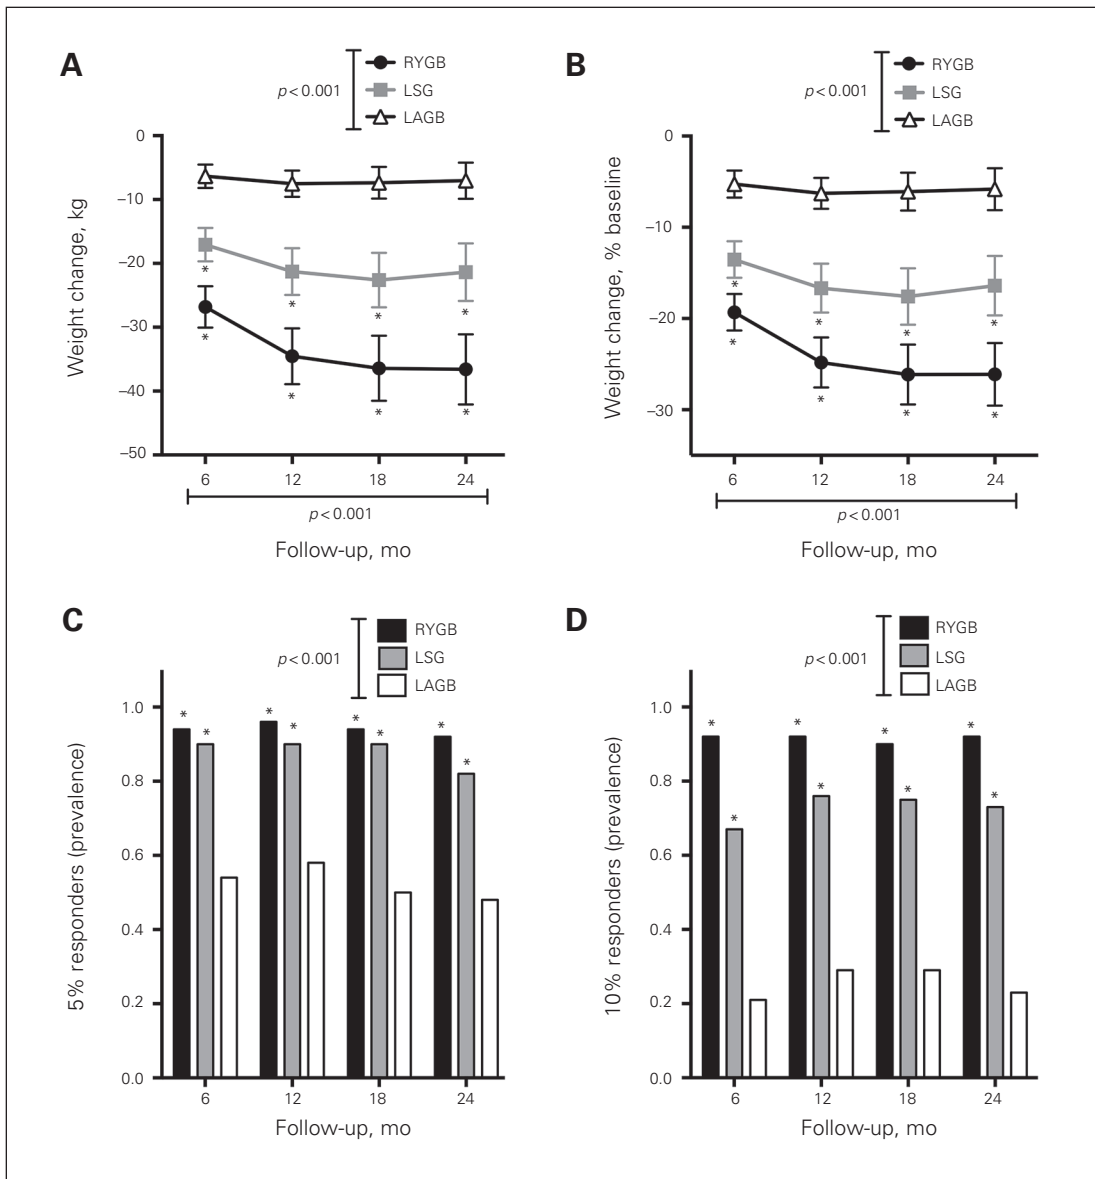 A
p < 0.001
RYGB
LSG
LAGB
Weight change, kg
0
–10
–20
–30
–40
–50
*
*
*
*
*
*
*
*
6 12 18 24
p < 0.001
Follow-up, mo
B
p < 0.001
RYGB
LSG
LAGB
Weight change, % baseline
0
–10
–20
–30
*
*
*
*
*
*
*
*
6 12 18 24
p < 0.001
Follow-up, mo
C
p < 0.001
RYGB
LSG
LAGB
5% responders (prevalence)
1.0
0.8
0.6
0.4
0.2
0.0
* * * * * * * *
6 12 18 24
Follow-up, mo
D
p < 0.001
RYGB
LSG
LAGB
10% responders (prevalence)
1.0
0.8
0.6
0.4
0.2
0.0
* * * * * * * *
6 12 18 24
Follow-up, mo